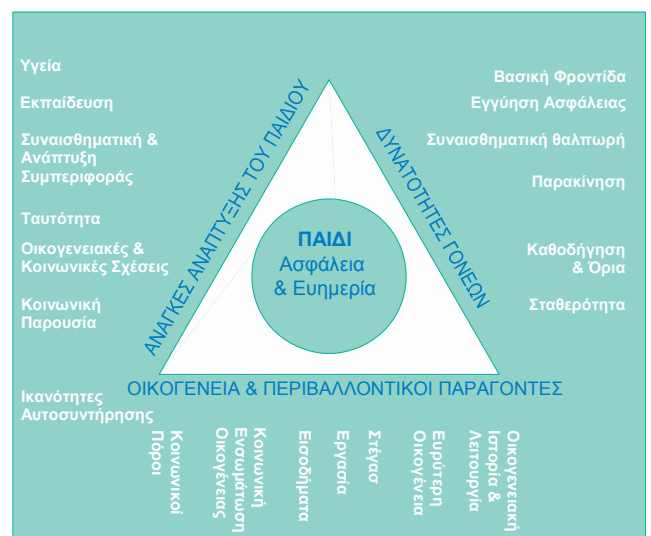 Υγεία
Εκπαίδευση
Συναισθηματική &
Ανάπτυξη
Συμπεριφοράς
Ταυτότητα
Οικογενειακές &
Κοινωνικές Σχέσεις
Κοινωνική
Παρουσία
Ικανότητες
Αυτοσυντήρησης
ΑΝΑΓΚΕΣ ΑΝΑΠΤΥΞΗΣ ΤΟΥ ΠΑΙΔΙΟΥ
ΠΑΙΔΙ
Ασφάλεια
& Ευημερία
ΔΥΝΑΤΟΤΗΤΕΣ ΓΟΝΕΩΝ
Βασική Φροντίδα
Εγγύηση Ασφάλειας
Συναισθηματική θαλπωρή
Παρακίνηση
Καθοδήγηση
& Όρια
Σταθερότητα
ΟΙΚΟΓΕΝΕΙΑ & ΠΕΡΙΒΑΛΛΟΝΤΙΚΟΙ ΠΑΡΑΓΟΝΤΕΣ
Κοινωνικοί
Πόροι
Κοινωνική
Ενσωμάτωση
Οικογένειας
Εισοδήματα
Εργασία
Στέγασ
Ευρύτερη
Οικογένεια
Οικογενειακή
Ιστορία &
Λειτουργία